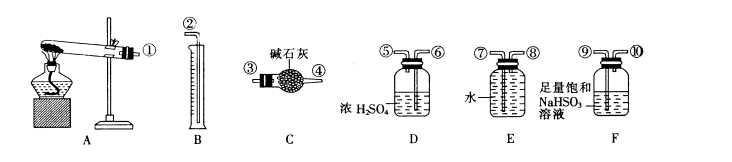 ① ② ③ 碱石灰 ④ ⑤ ⑥ ⑦ ⑧ ⑨ ⑩
浓 H₂SO₄
水
足量饱和
NaHSO₃
溶液
A B C D E F